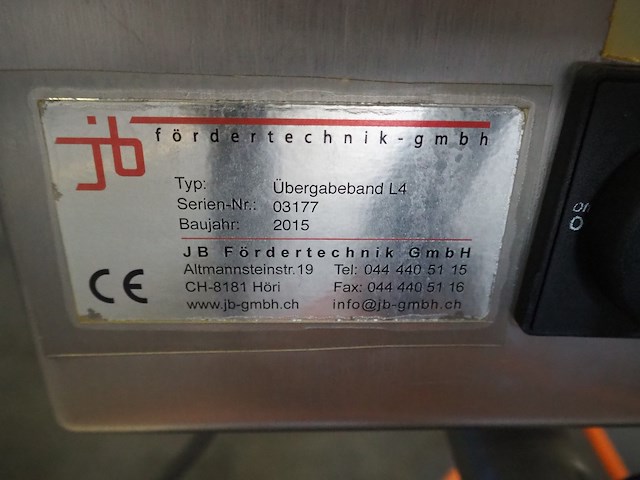 jb fördertechnik-gmbh
Typ: Übergabeband L4
Serien-Nr.: 03177
Baujahr: 2015
JB Fördertechnik GmbH
Altmannsteinstr.19 Tel: 044 440 51 15
CH-8181 Höri Fax: 044 440 51 16
www.jb-gmbh.ch info@jb-gmbh.ch
CE
0